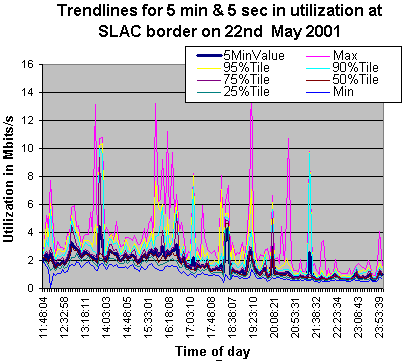 Trendlines for 5 min & 5 sec in utilization at
SLAC border on 22nd May 2001
5MinValue
Max
95%Tile
90%Tile
75%Tile
50%Tile
25%Tile
Min
Utilization in Mbits/s
16
14
12
10
8
6
4
2
0
11:48:04
12:32:58
13:18:11
14:03:03
14:48:05
15:33:01
16:18:08
17:03:10
17:48:08
18:38:07
19:23:10
20:08:21
20:53:31
21:38:32
22:23:34
23:08:43
23:53:39
Time of day